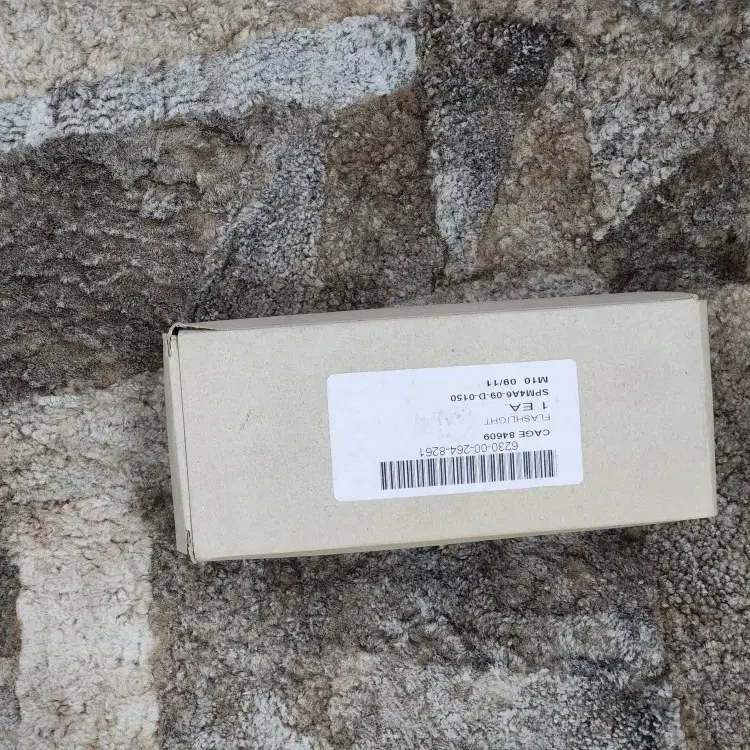 6230-00-264-8261
CAGE 84609
FLASHLIGHT
1 EA
SPM4A6-09-D-0150
M10 09/11